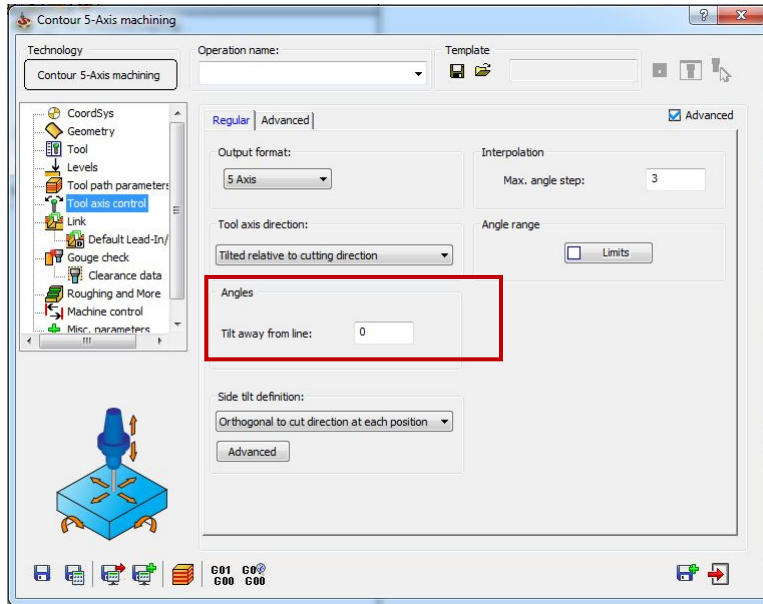 Contour 5-Axis machining
Technology
Contour 5-Axis machining
Operation name:
Template
CoordSys
Geometry
Tool
Levels
Tool path parameters
Tool axis control
Link
Default Lead-In/
Gouge check
Clearance data
Roughing and More
Machine control
Misc. parameters
Regular
Advanced
Advanced
Output format:
5 Axis
Interpolation
Max. angle step:
3
Tool axis direction:
Tilted relative to cutting direction
Angle range
Limits
Angles
Tilt away from line:
0
Side tilt definition:
Orthogonal to cut direction at each position
Advanced
G01 G0
G00 G00